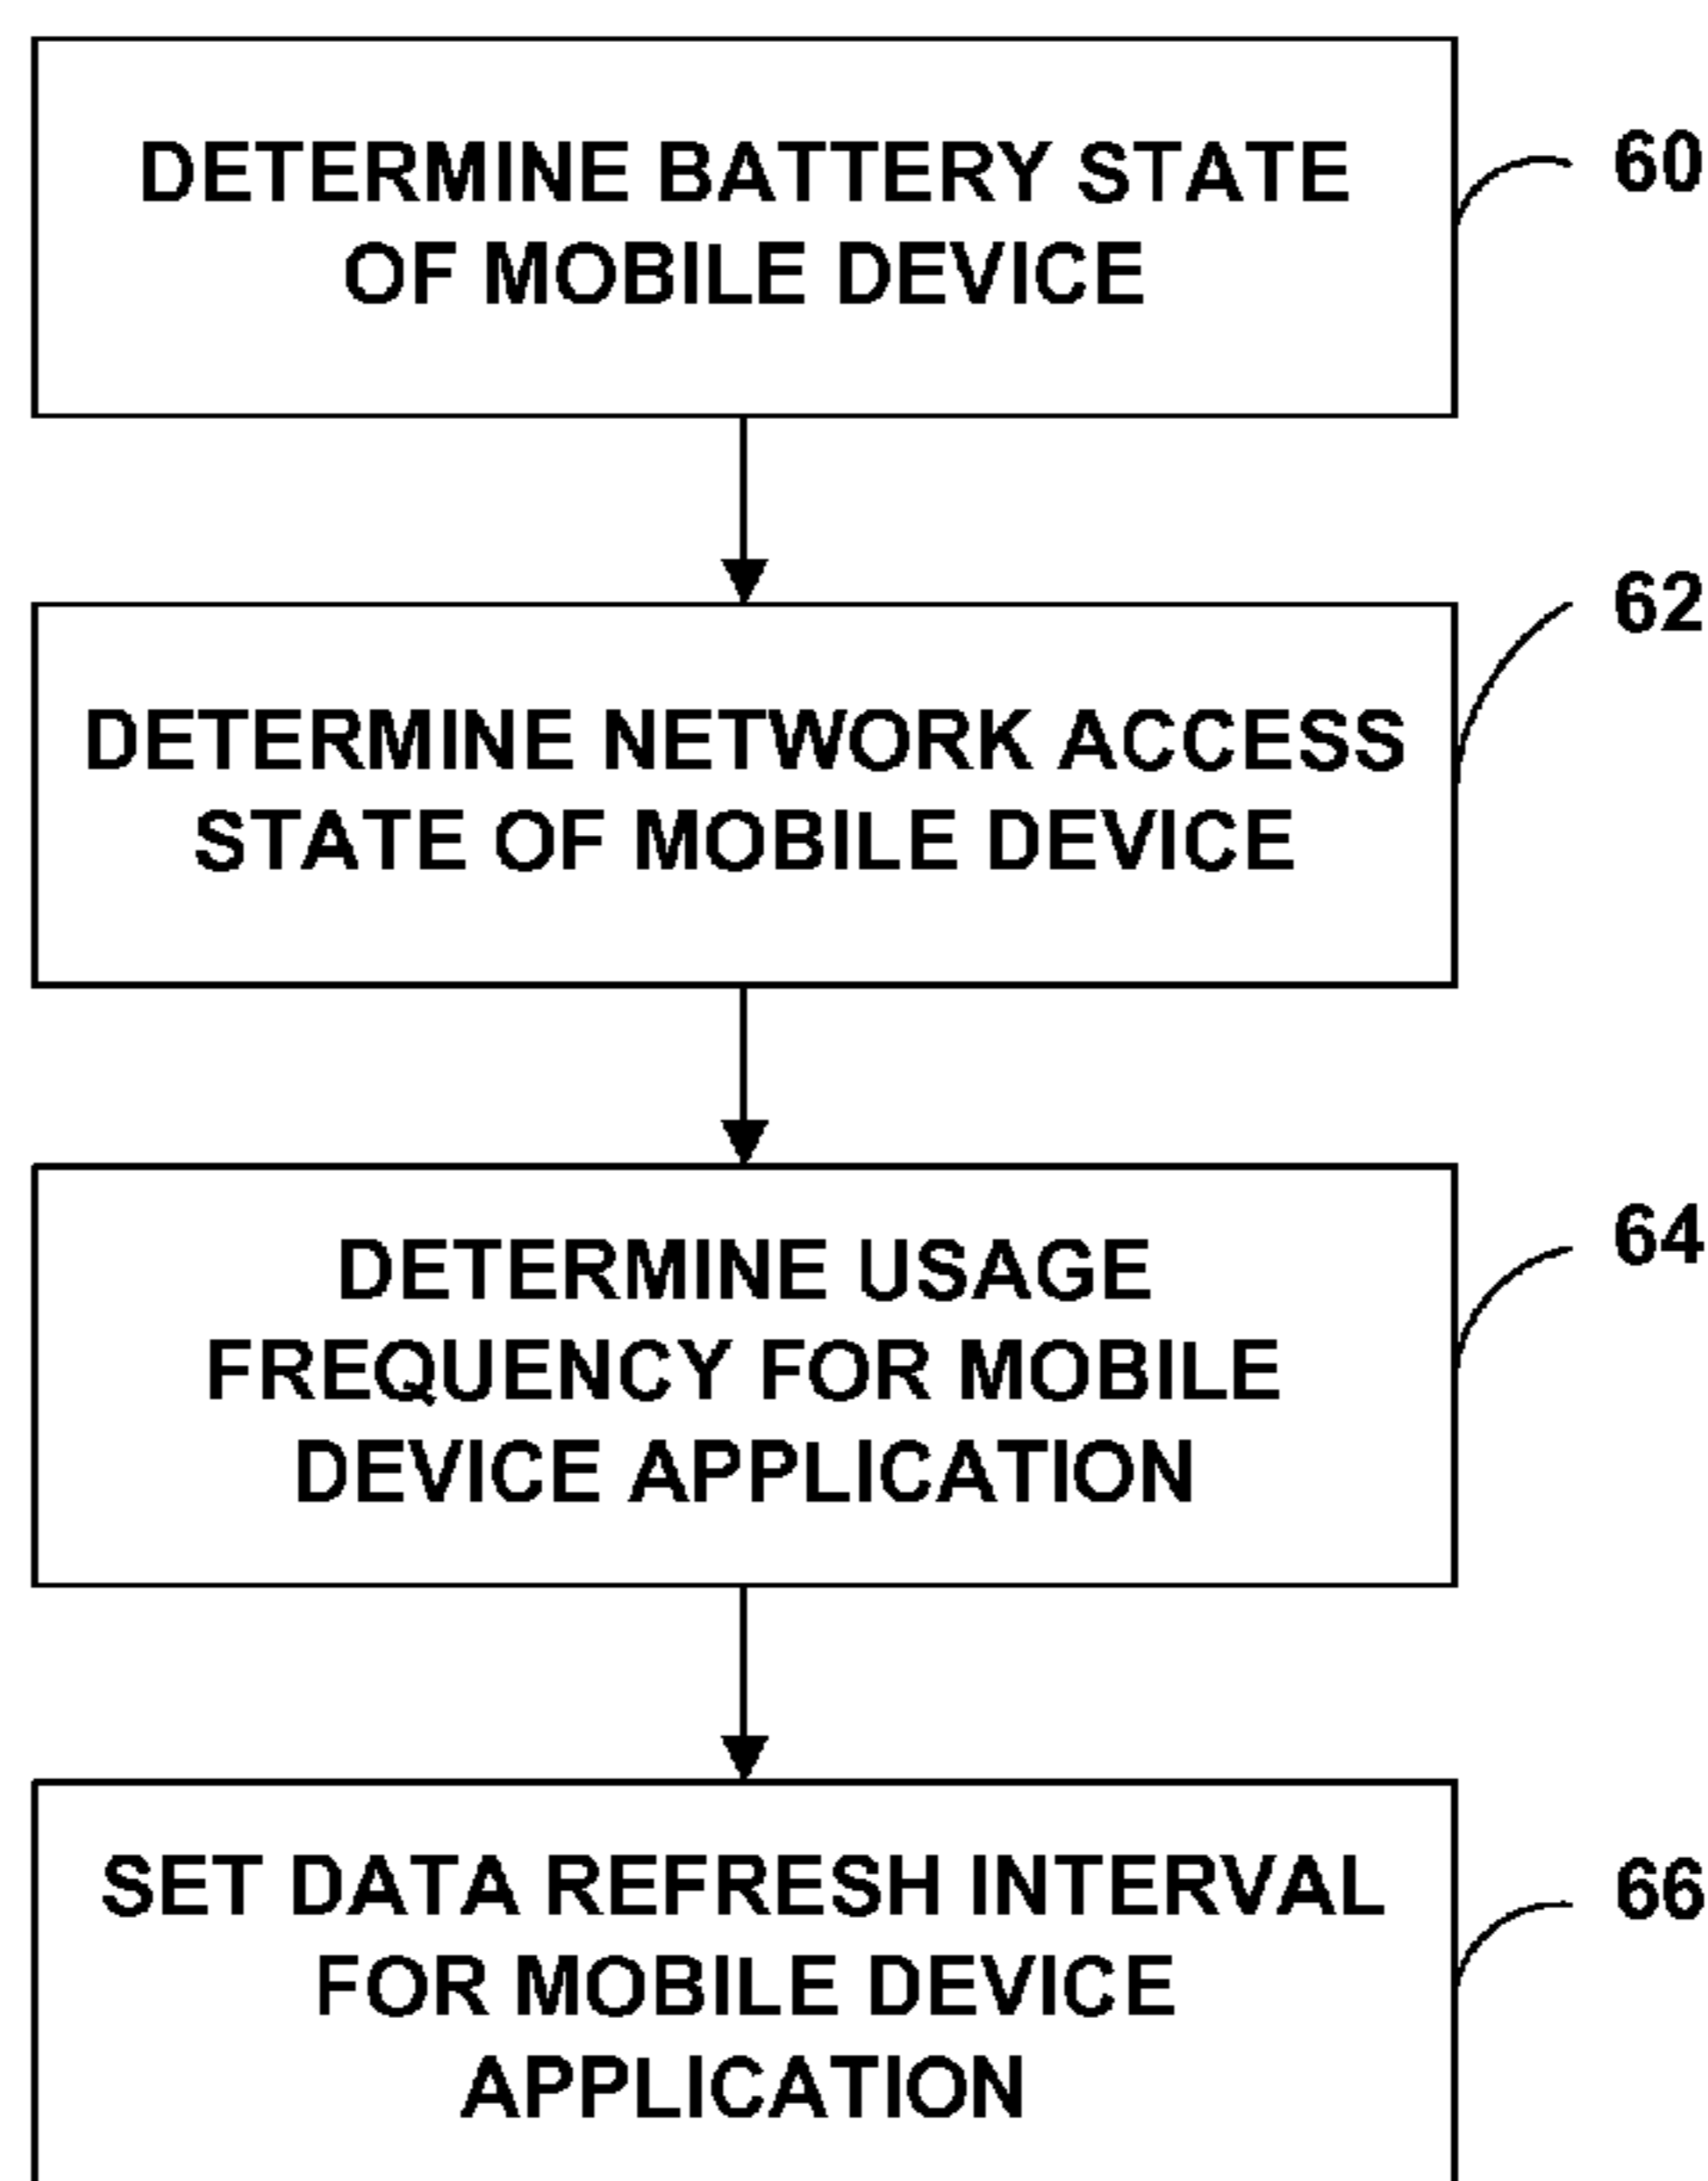 DETERMINE BATTERY STATE
OF MOBILE DEVICE
60
DETERMINE NETWORK ACCESS
STATE OF MOBILE DEVICE
62
DETERMINE USAGE
FREQUENCY FOR MOBILE
DEVICE APPLICATION
64
SET DATA REFRESH INTERVAL
FOR MOBILE DEVICE
APPLICATION
66